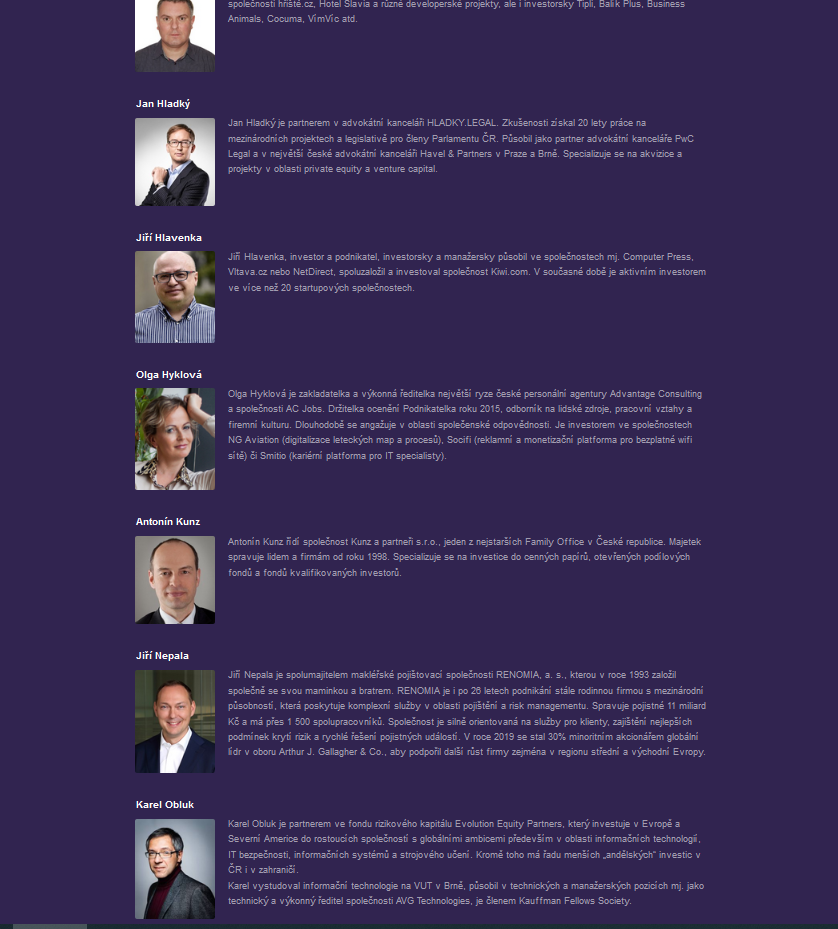 společnosti hřiště.cz, Hotel Slavia a různé developerské projekty, ale i investorsky Tipli, Balík Plus, Business
Animals, Cocuma, VímVíc atd.
Jan Hladký
Jan Hladký je partnerem v advokátní kanceláři HLADKY.LEGAL. Zkušenosti získal 20 lety práce na
mezinárodních projektech a legislativě pro členy Parlamentu ČR. Působil jako partner advokátní kanceláře PwC
Legal a v největší české advokátní kanceláři Havel & Partners v Praze a Brně. Specializuje se na akvizice a
projekty v oblasti private equity a venture capital.
Jiří Hlavenka
Jiří Hlavenka, investor a podnikatel, investorsky a manažersky působil ve společnostech mj. Computer Press,
Vltava.cz nebo NetDirect, spoluzaložil a investoval společnost Kiwi.com. V současné době je aktivním investorem
ve více než 20 startupových společnostech.
Olga Hyklová
Olga Hyklová je zakladatelka a výkonná ředitelka největší ryze české personální agentury Advantage Consulting
a společnosti AC Jobs. Držitelka ocenění Podnikatelka roku 2015, odborník na lidské zdroje, pracovní vztahy a
firemní kulturu. Dlouhodobě se angažuje v oblasti společenské odpovědnosti. Je investorem ve společnostech
NG Aviation (digitalizace leteckých map a procesů), Socifi (reklamní a monetizační platforma pro bezplatné wifi
sítě) či Smitio (kariérní platforma pro IT specialisty).
Antonín Kunz
Antonín Kunz řídí společnost Kunz a partneři s.r.o., jeden z nejstarších Family Office v České republice. Majetek
spravuje lidem a firmám od roku 1998. Specializuje se na investice do cenných papírů, otevřených podílových
fondů a fondů kvalifikovaných investorů.
Jiří Nepala
Jiří Nepala je spolumajitelem makléřské pojišťovací společnosti RENOMIA, a. s., kterou v roce 1993 založil
společně se svou maminkou a bratrem. RENOMIA je i po 26 letech podnikání stále rodinnou firmou s mezinárodní
působností, která poskytuje komplexní služby v oblasti pojištění a risk managementu. Spravuje pojistné 11 miliard
Kč a má přes 1 500 spolupracovníků. Společnost je silně orientovaná na služby pro klienty, zajištění nejlepších
podmínek krytí rizik a rychlé řešení pojistných událostí. V roce 2019 se stal 30% minoritním akcionářem globální
lídr v oboru Arthur J. Gallagher & Co., aby podpořil další růst firmy zejména v regionu střední a východní Evropy.
Karel Obluk
Karel Obluk je partnerem ve fondu rizikového kapitálu Evolution Equity Partners, který investuje v Evropě a
Severní Americe do rostoucích společností s globálními ambicemi především v oblasti informačních technologií,
IT bezpečnosti, informačních systémů a strojového učení. Kromě toho má řadu menších „andělských“ investic v
ČR i v zahraničí.
Karel vystudoval informační technologie na VUT v Brně, působil v technických a manažerských pozicích mj. jako
technický a výkonný ředitel společnosti AVG Technologies, je členem Kauffman Fellows Society.